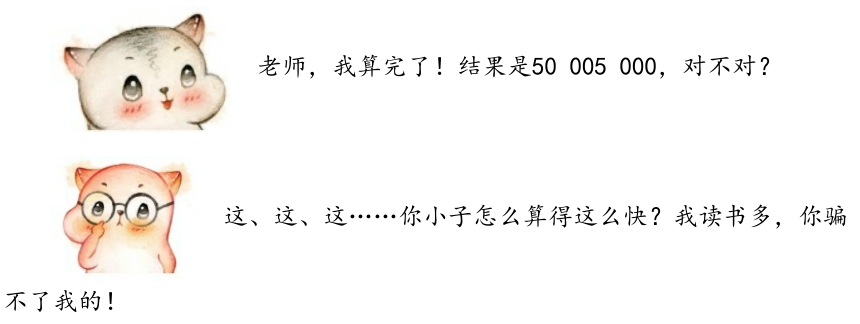 老师，我算完了！结果是50 005 000，对不对？
这、这、这……你小子怎么算得这么快？我读书多，你骗
不了我的！